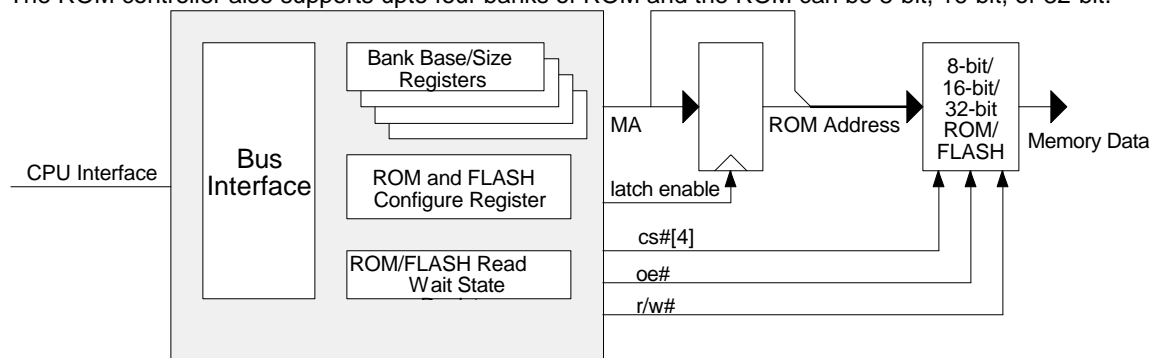 The ROM controller also supports upto four banks of ROM and the ROM can be 8-bit, 16-bit, or 32-bit.
Bank Base/Size
Registers
8-bit/
16-bit/
32-bit
ROM/
FLASH
MA
ROM Address
Memory Data
Bus
Interface
CPU Interface
ROM and FLASH
Configure Register
latch enable
cs#[4]
ROM/FLASH Read
Wait State
oe#
r/w#